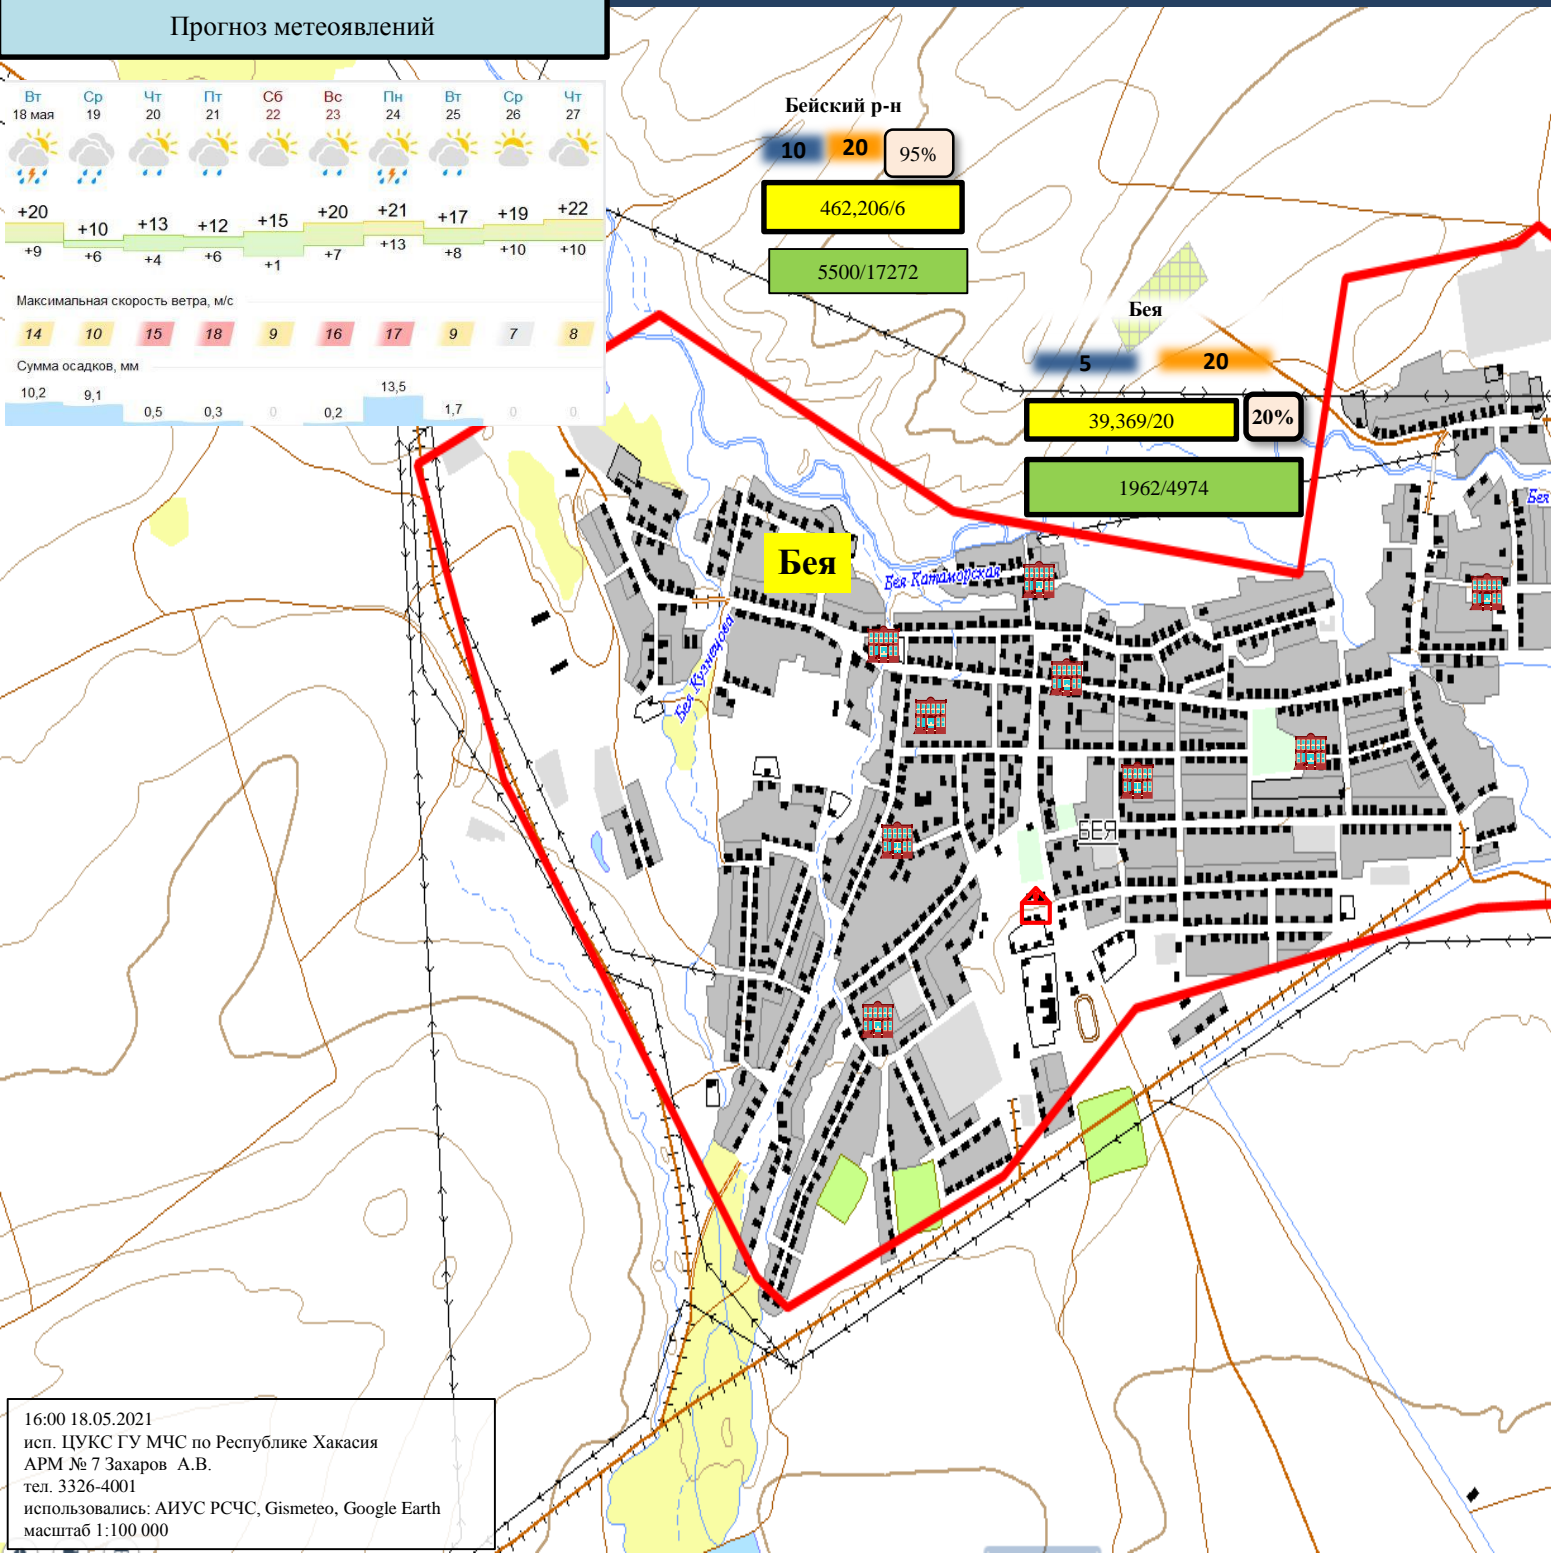 Прогноз метеоявлений
Вт Ср Чт Пт Сб Вс Пн Вт Ср Чт
18 мая 19 20 21 22 23 24 25 26 27
+20 +10 +13 +12 +15 +20 +21 +17 +19 +22
+9 +6 +4 +6 +1 +7 +13 +8 +10 +10
Максимальная скорость ветра, м/с
14 10 15 18 9 16 17 9 7 8
Сумма осадков, мм
10,2 9,1 0,5 0,3 0 0,2 13,5 1,7 0 0
Бейский р-н
10 20 95%
462,206/6
5500/17272
Бея
5 20
39,369/20 20%
1962/4974
Бея
Бея
Бея Катаморская
Бея Кузнецова
БЕЯ
16:00 18.05.2021
исп. ЦУКС ГУ МЧС по Республике Хакасия
АРМ № 7 Захаров А.В.
тел. 3326-4001
использовались: АИУС РСЧС, Gismeteo, Google Earth
масштаб 1:100 000